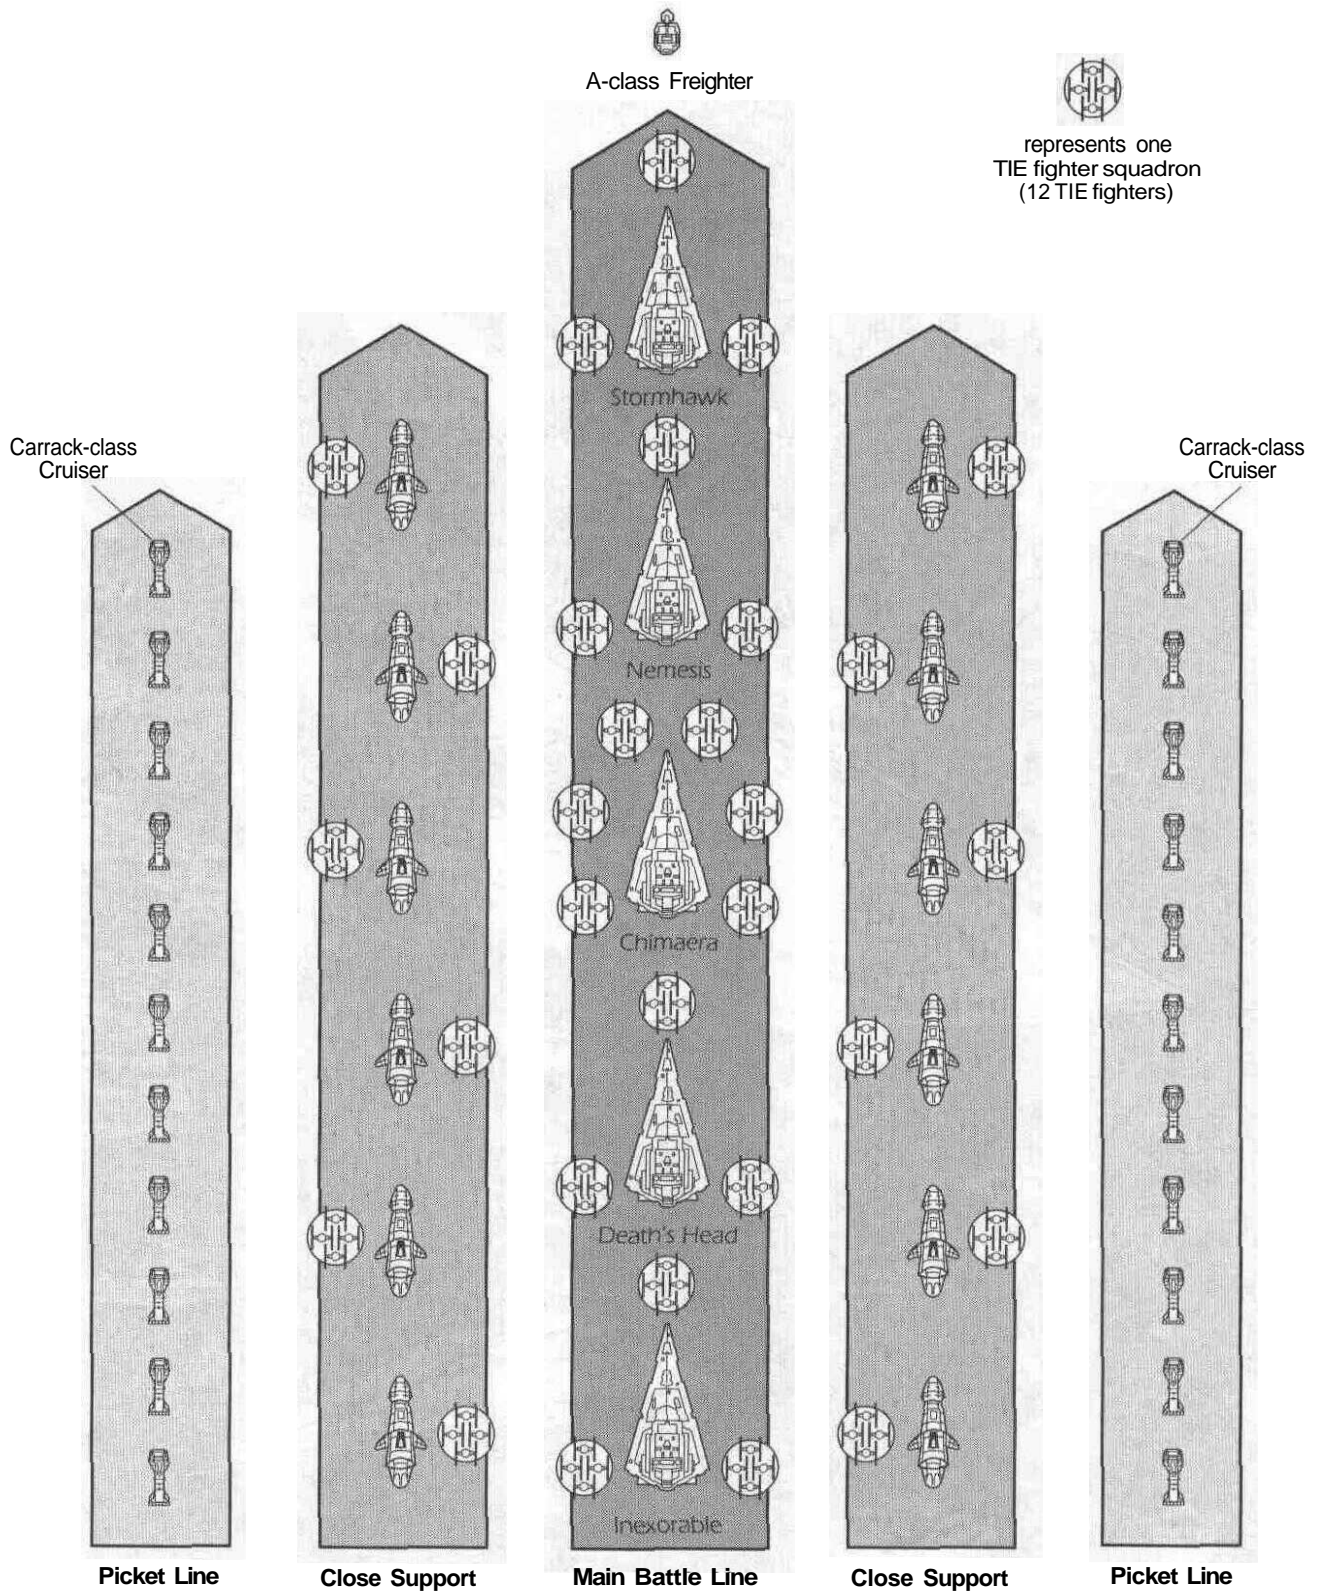 A-class Freighter
represents one
TIE fighter squadron
(12 TIE fighters)
Stormhawk
Carrack-class
Cruiser
Carrack-class
Cruiser
Nemesis
Chimaera
Death's Head
Inexorable
Picket Line
Close Support
Main Battle Line
Close Support
Picket Line